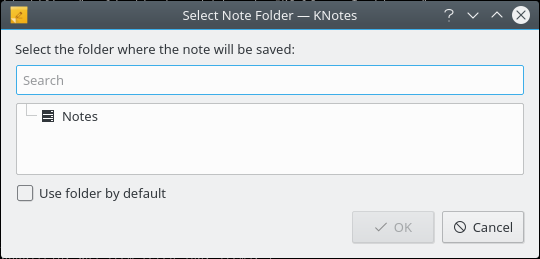 Select Note Folder — KNotes
Select the folder where the note will be saved:
Search
Notes
Use folder by default
OK
Cancel